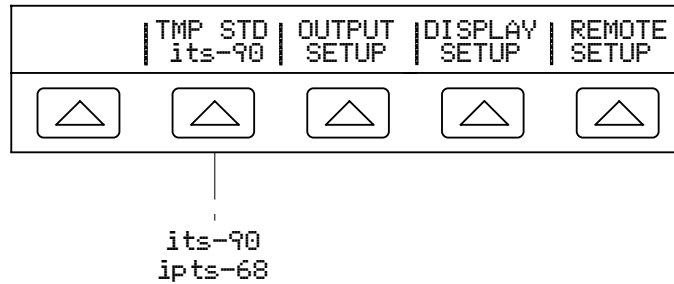 TMP STD | OUTPUT | DISPLAY | REMOTE
its-90 | SETUP | SETUP | SETUP
its-90
ipts-68